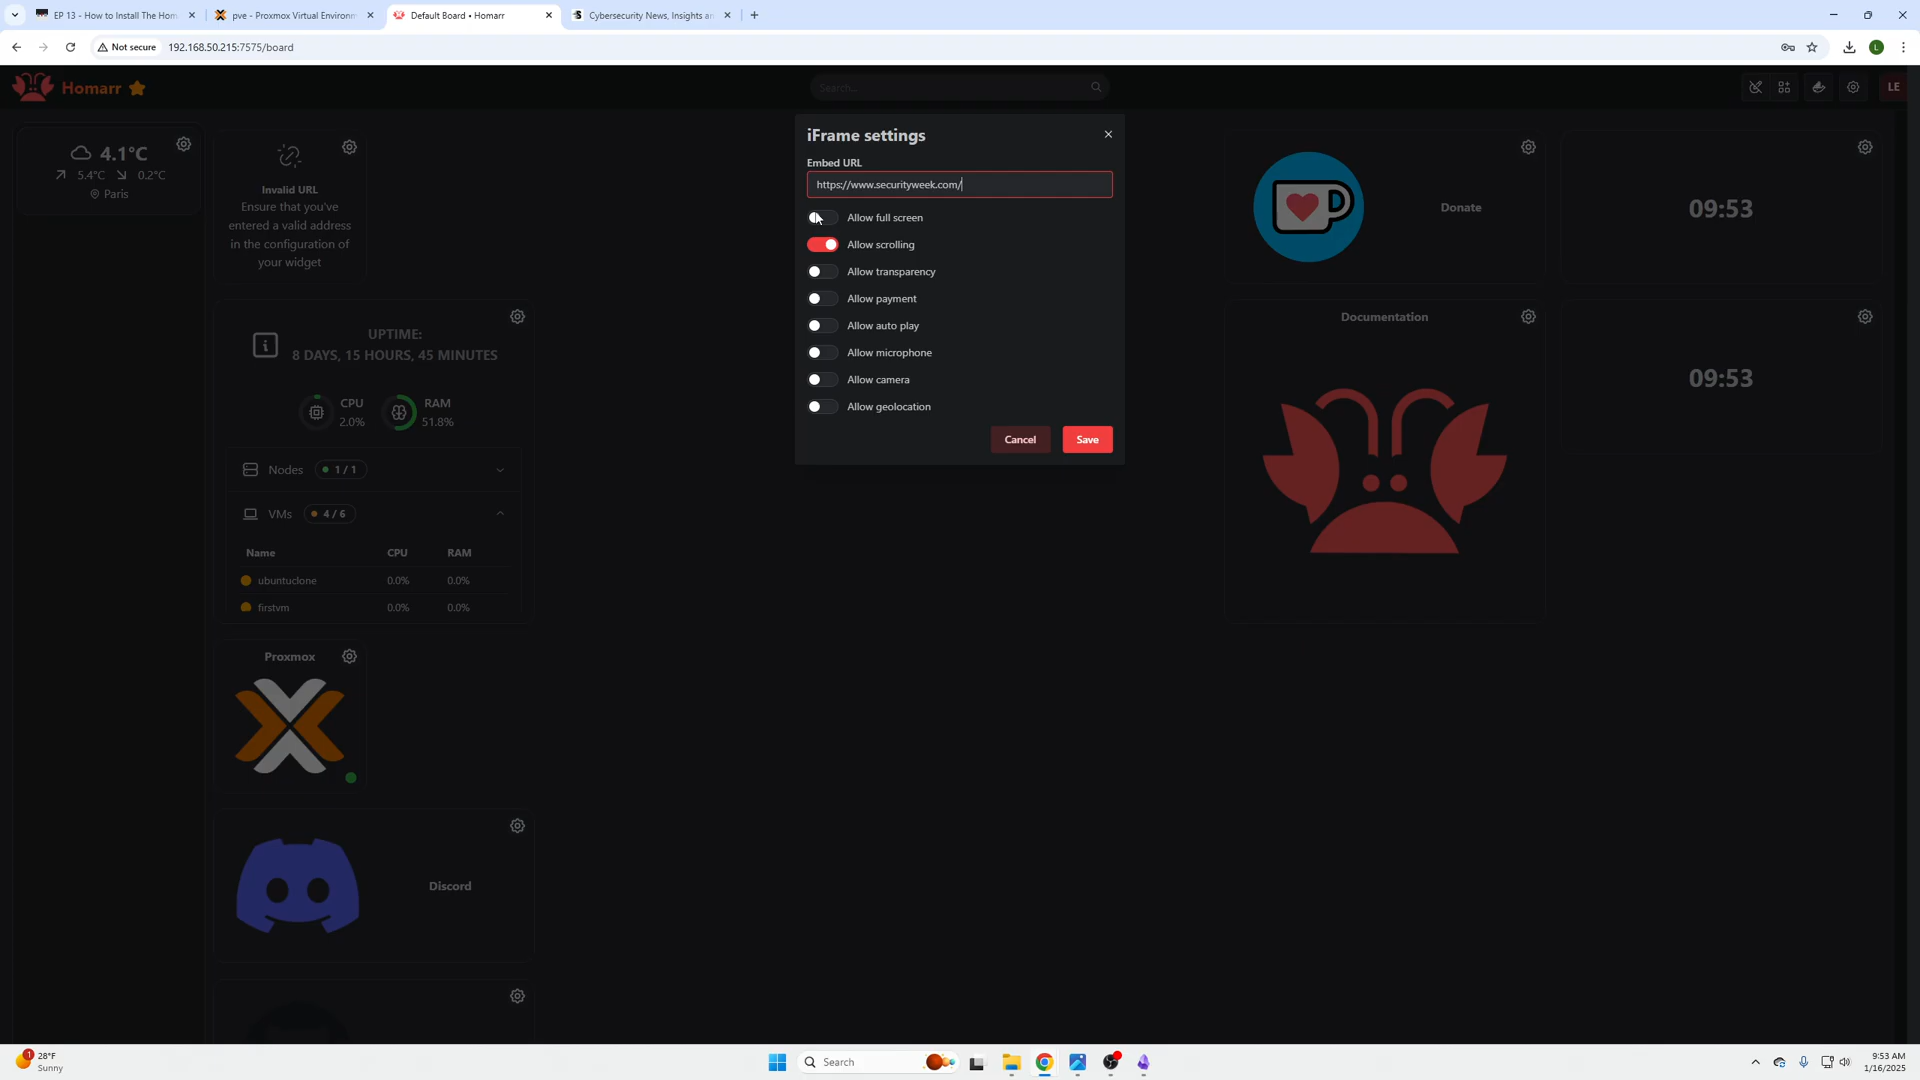 EP 13 - How to Install The Hom
pve - Proxmox Virtual Environm
Default Board • Homarr
Cybersecurity News, Insights a
Not secure
192.168.50.215:7575/board
L
Homarr
Search...
LE
4.1°C
5.4°C
0.2°C
Paris
Invalid URL
Ensure that you've
entered a valid address
in the configuration of
your widget
UPTIME:
8 DAYS, 15 HOURS, 45 MINUTES
CPU
2.0%
RAM
51.8%
Nodes
1 / 1
VMs
4 / 6
Name
CPU
RAM
ubuntuclone
0.0%
0.0%
firstvm
0.0%
0.0%
Proxmox
Discord
iFrame settings
Embed URL
https://www.securityweek.com/
Allow full screen
Allow scrolling
Allow transparency
Allow payment
Allow auto play
Allow microphone
Allow camera
Allow geolocation
Cancel
Save
Donate
09:53
Documentation
09:53
1
28°F
Sunny
Search
9:53 AM
1/16/2025